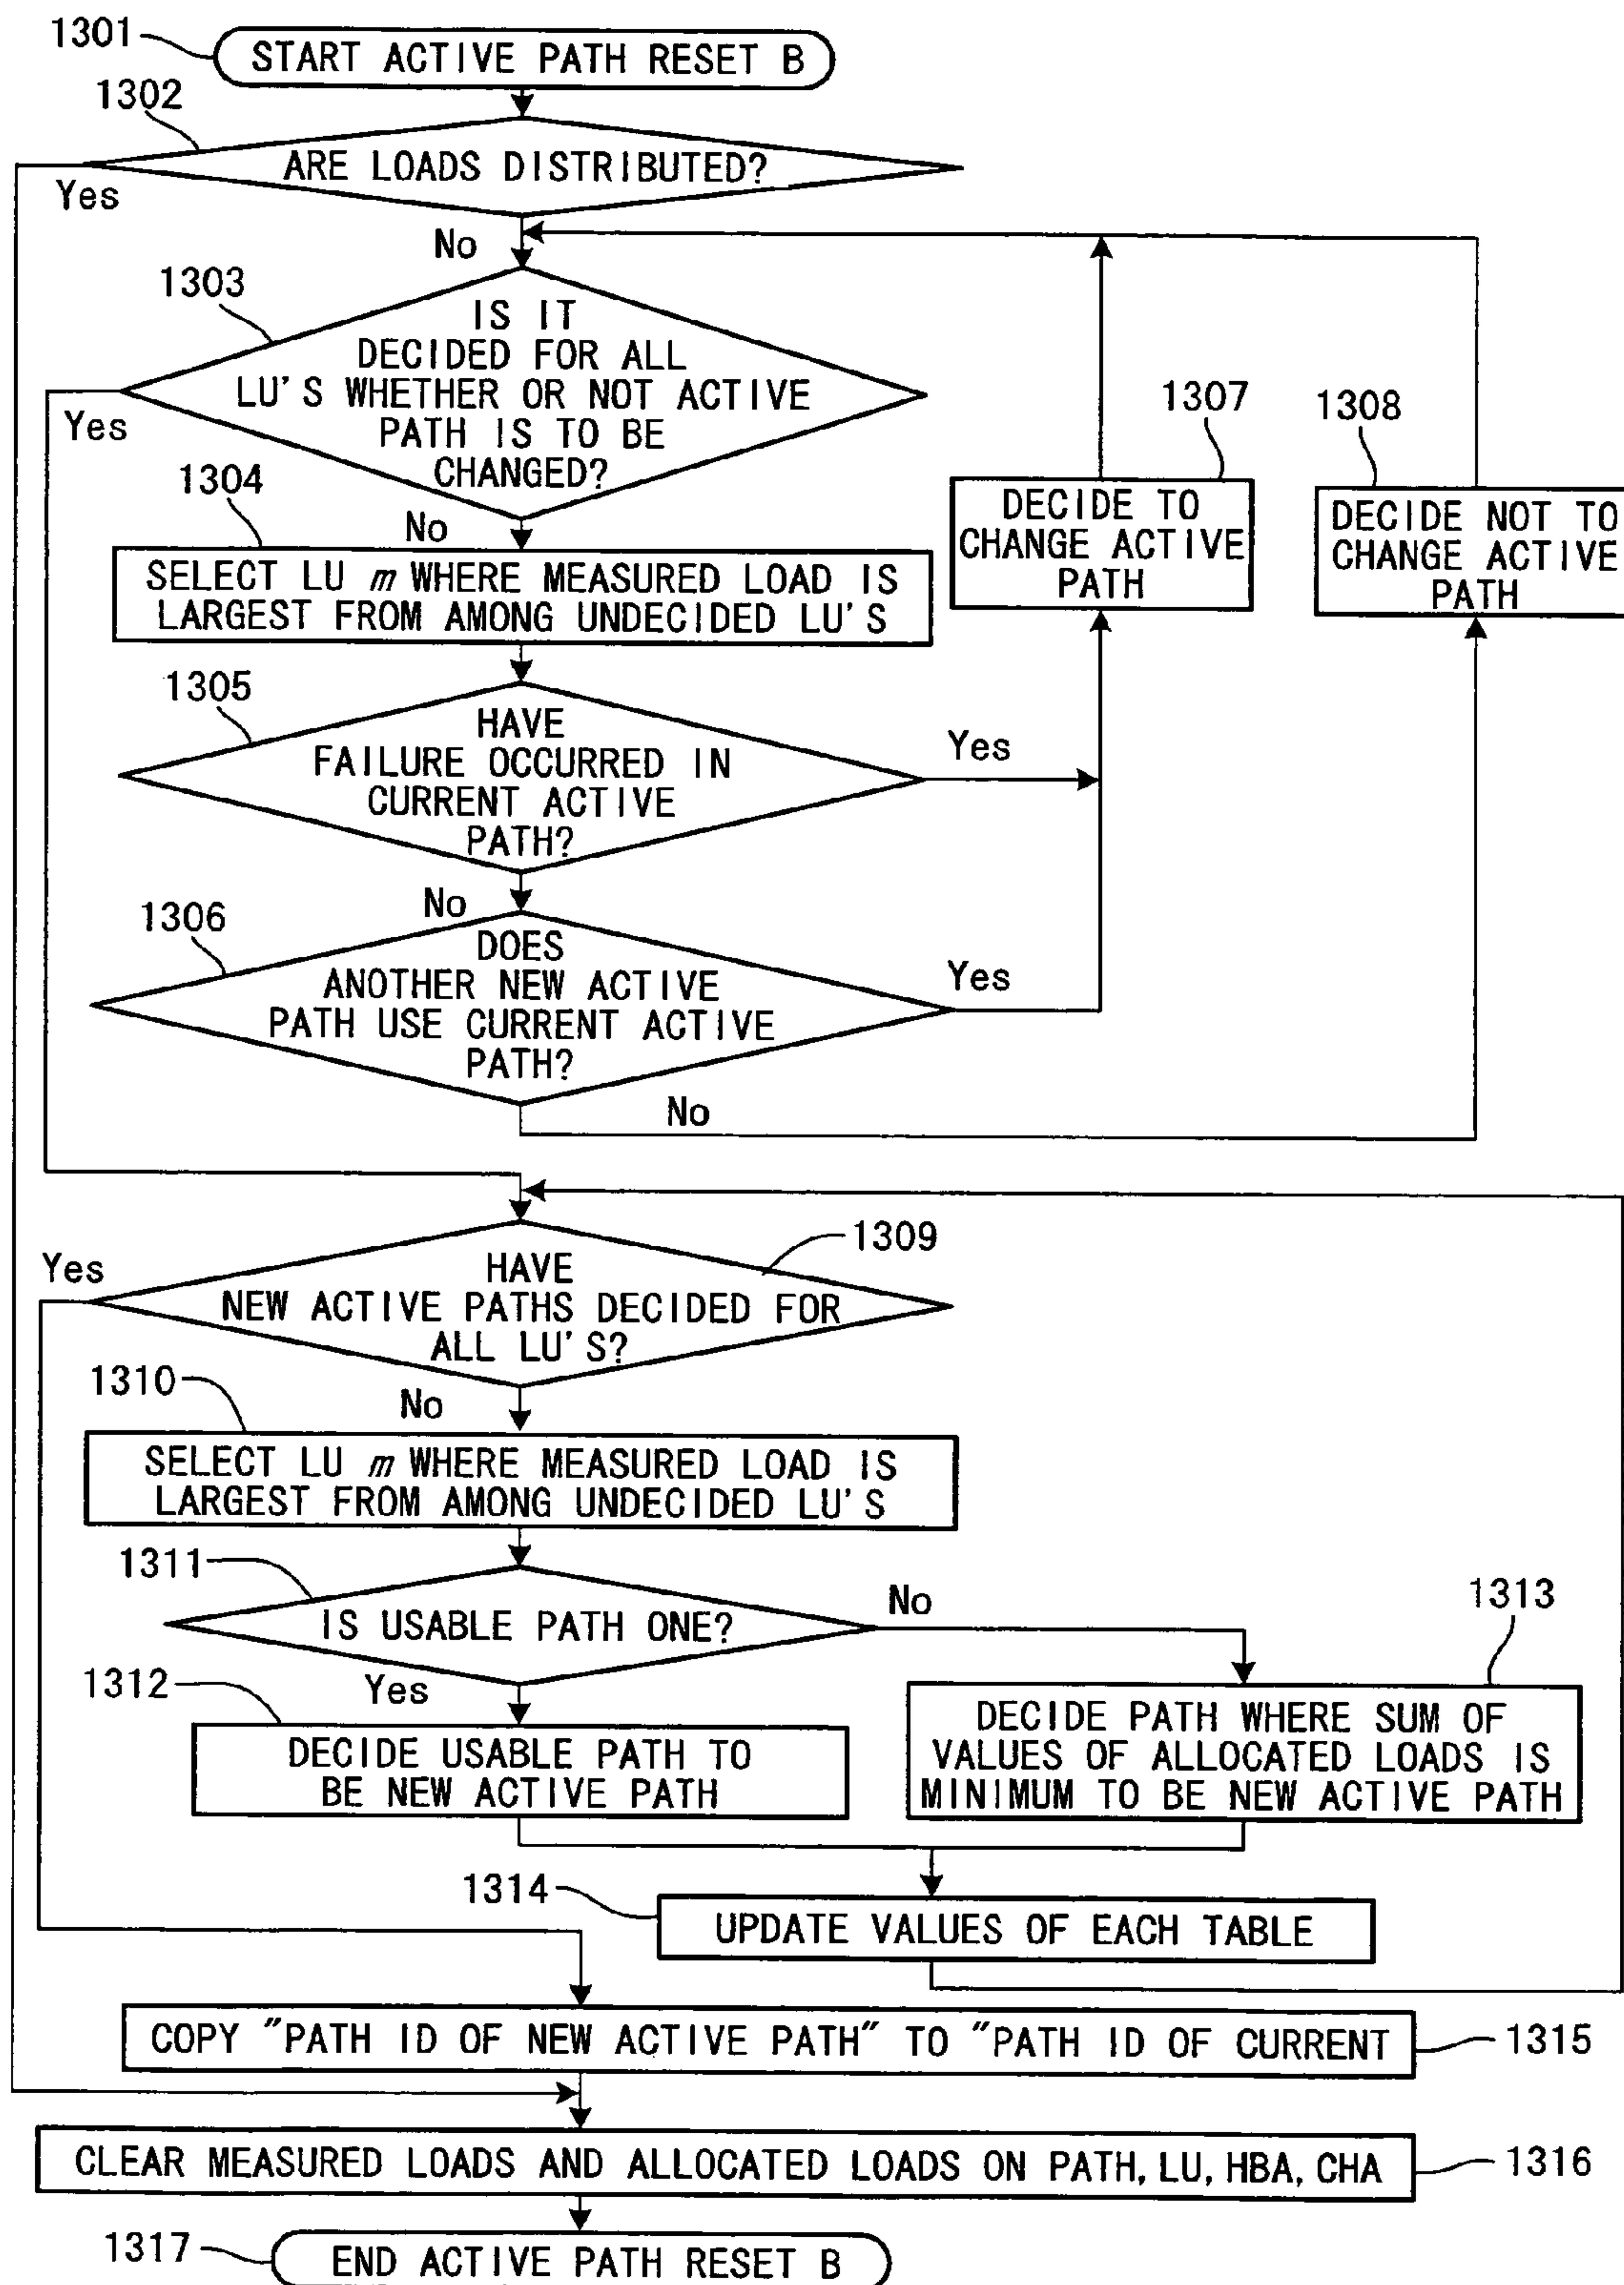 1301
START ACTIVE PATH RESET B
1302
ARE LOADS DISTRIBUTED?
Yes
No
1303
IS IT
DECIDED FOR ALL
LU'S WHETHER OR NOT ACTIVE
PATH IS TO BE
CHANGED?
Yes
No
1304
SELECT LU m WHERE MEASURED LOAD IS
LARGEST FROM AMONG UNDECIDED LU'S
1307
DECIDE TO
CHANGE ACTIVE
PATH
1308
DECIDE NOT TO
CHANGE ACTIVE
PATH
1305
HAVE
FAILURE OCCURRED IN
CURRENT ACTIVE
PATH?
Yes
No
1306
DOES
ANOTHER NEW ACTIVE
PATH USE CURRENT ACTIVE
PATH?
Yes
No
1309
HAVE
NEW ACTIVE PATHS DECIDED FOR
ALL LU'S?
Yes
No
1310
SELECT LU m WHERE MEASURED LOAD IS
LARGEST FROM AMONG UNDECIDED LU'S
1311
IS USABLE PATH ONE?
No
Yes
1312
DECIDE USABLE PATH TO
BE NEW ACTIVE PATH
1313
DECIDE PATH WHERE SUM OF
VALUES OF ALLOCATED LOADS IS
MINIMUM TO BE NEW ACTIVE PATH
1314
UPDATE VALUES OF EACH TABLE
COPY "PATH ID OF NEW ACTIVE PATH" TO "PATH ID OF CURRENT
1315
CLEAR MEASURED LOADS AND ALLOCATED LOADS ON PATH, LU, HBA, CHA
1316
1317
END ACTIVE PATH RESET B